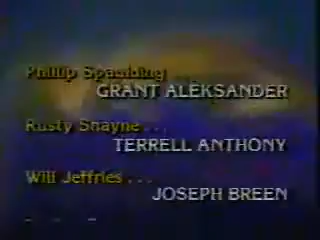 Phillip Spaulding ...
GRANT ALEKSANDER
Rusty Shayne ...
TERRELL ANTHONY
Will Jeffries ...
JOSEPH BREEN